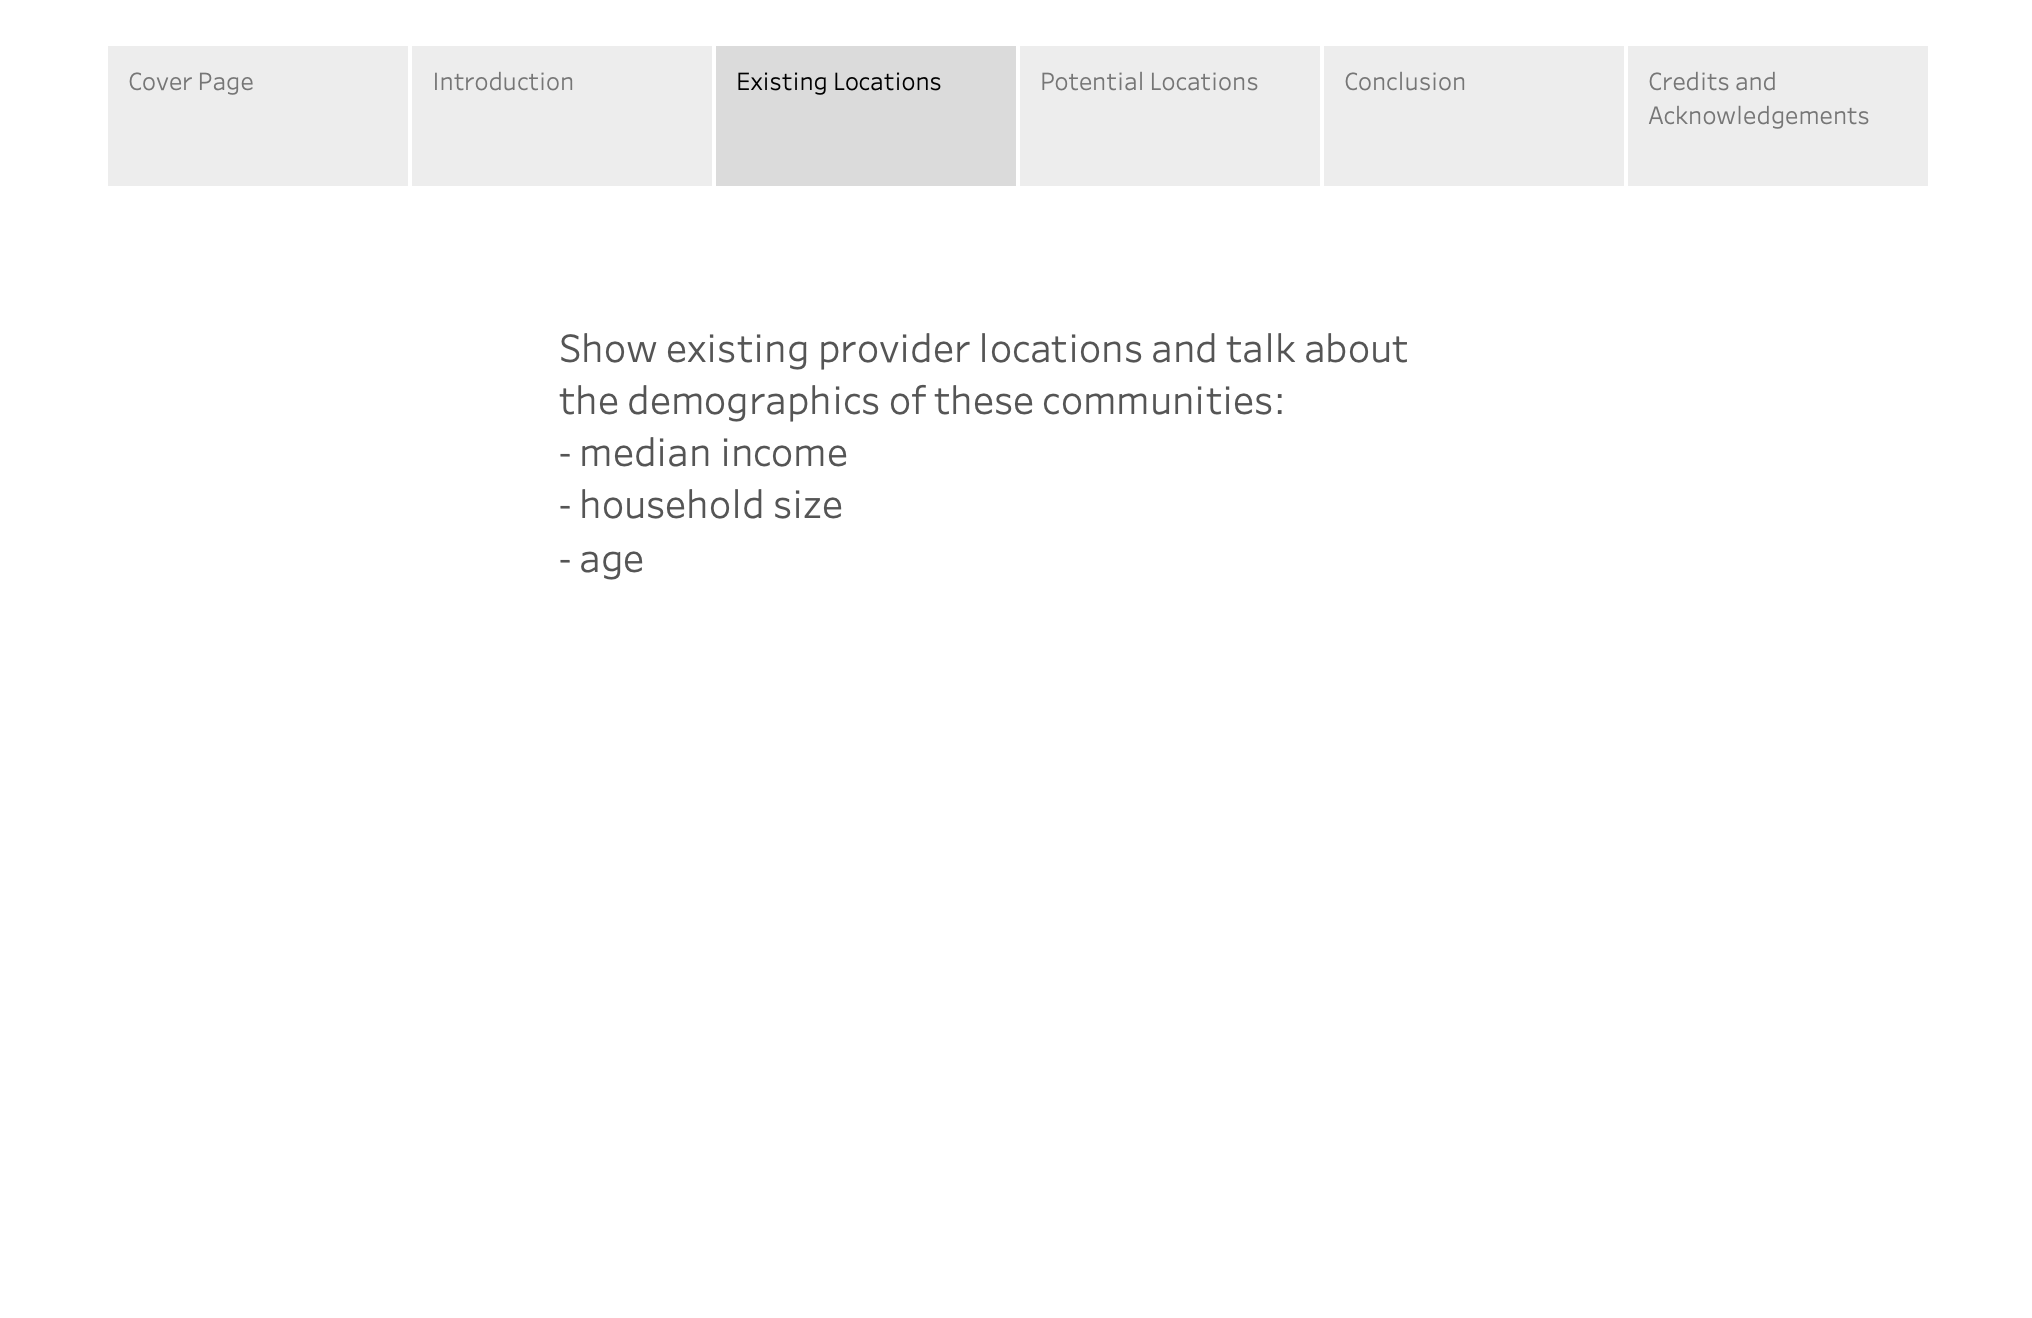 Cover Page
Introduction
Existing Locations
Potential Locations
Conclusion
Credits and
Acknowledgements
Show existing provider locations and talk about
the demographics of these communities:
- median income
- household size
- age